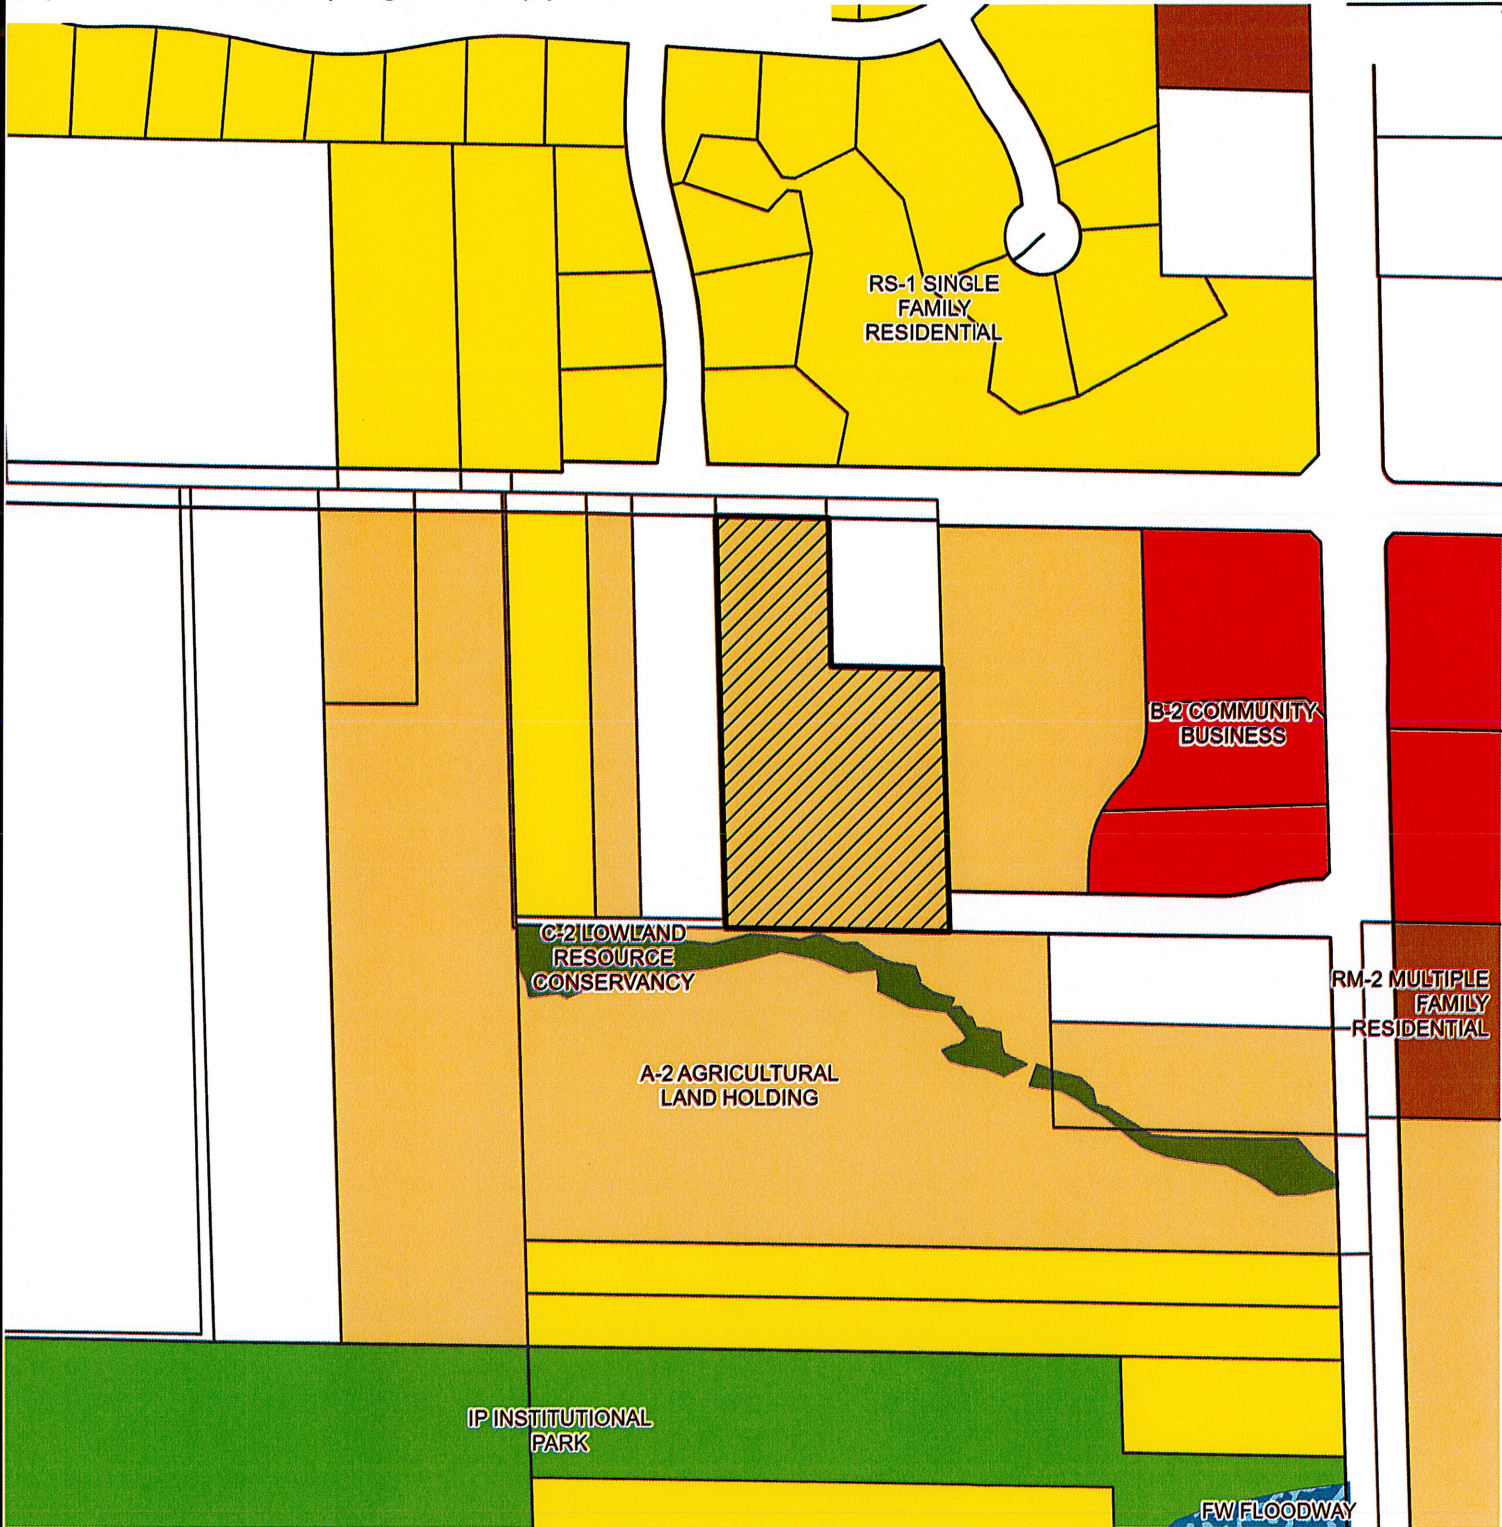 RS-1 SINGLE
FAMILY
RESIDENTIAL
B-2 COMMUNITY
BUSINESS
C-2 LOWLAND
RESOURCE
CONSERVANCY
RM-2 MULTIPLE
FAMILY
RESIDENTIAL
A-2 AGRICULTURAL
LAND HOLDING
IP INSTITUTIONAL
PARK
FW FLOODWAY